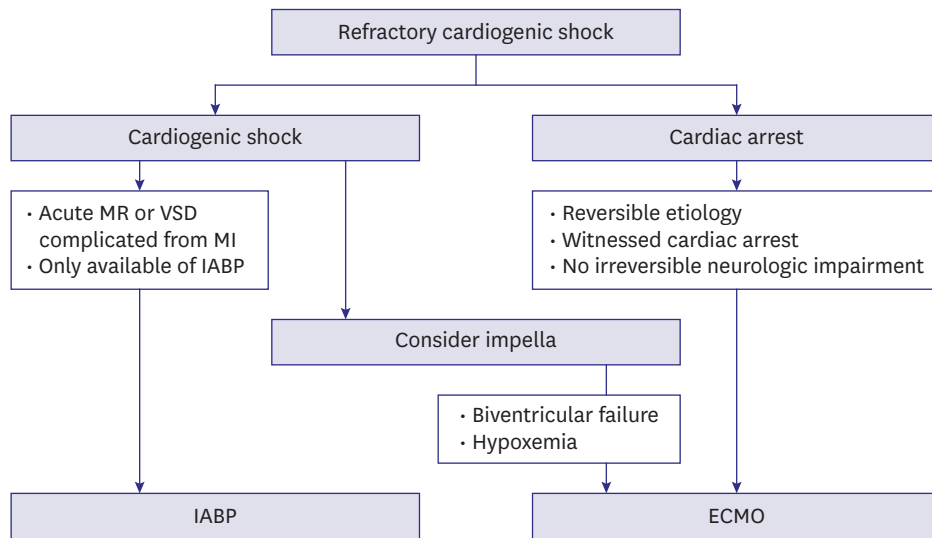 Refractory cardiogenic shock
Cardiogenic shock
Cardiac arrest
· Acute MR or VSD
complicated from MI
· Only available of IABP
· Reversible etiology
· Witnessed cardiac arrest
· No irreversible neurologic impairment
Consider impella
· Biventricular failure
· Hypoxemia
IABP
ECMO